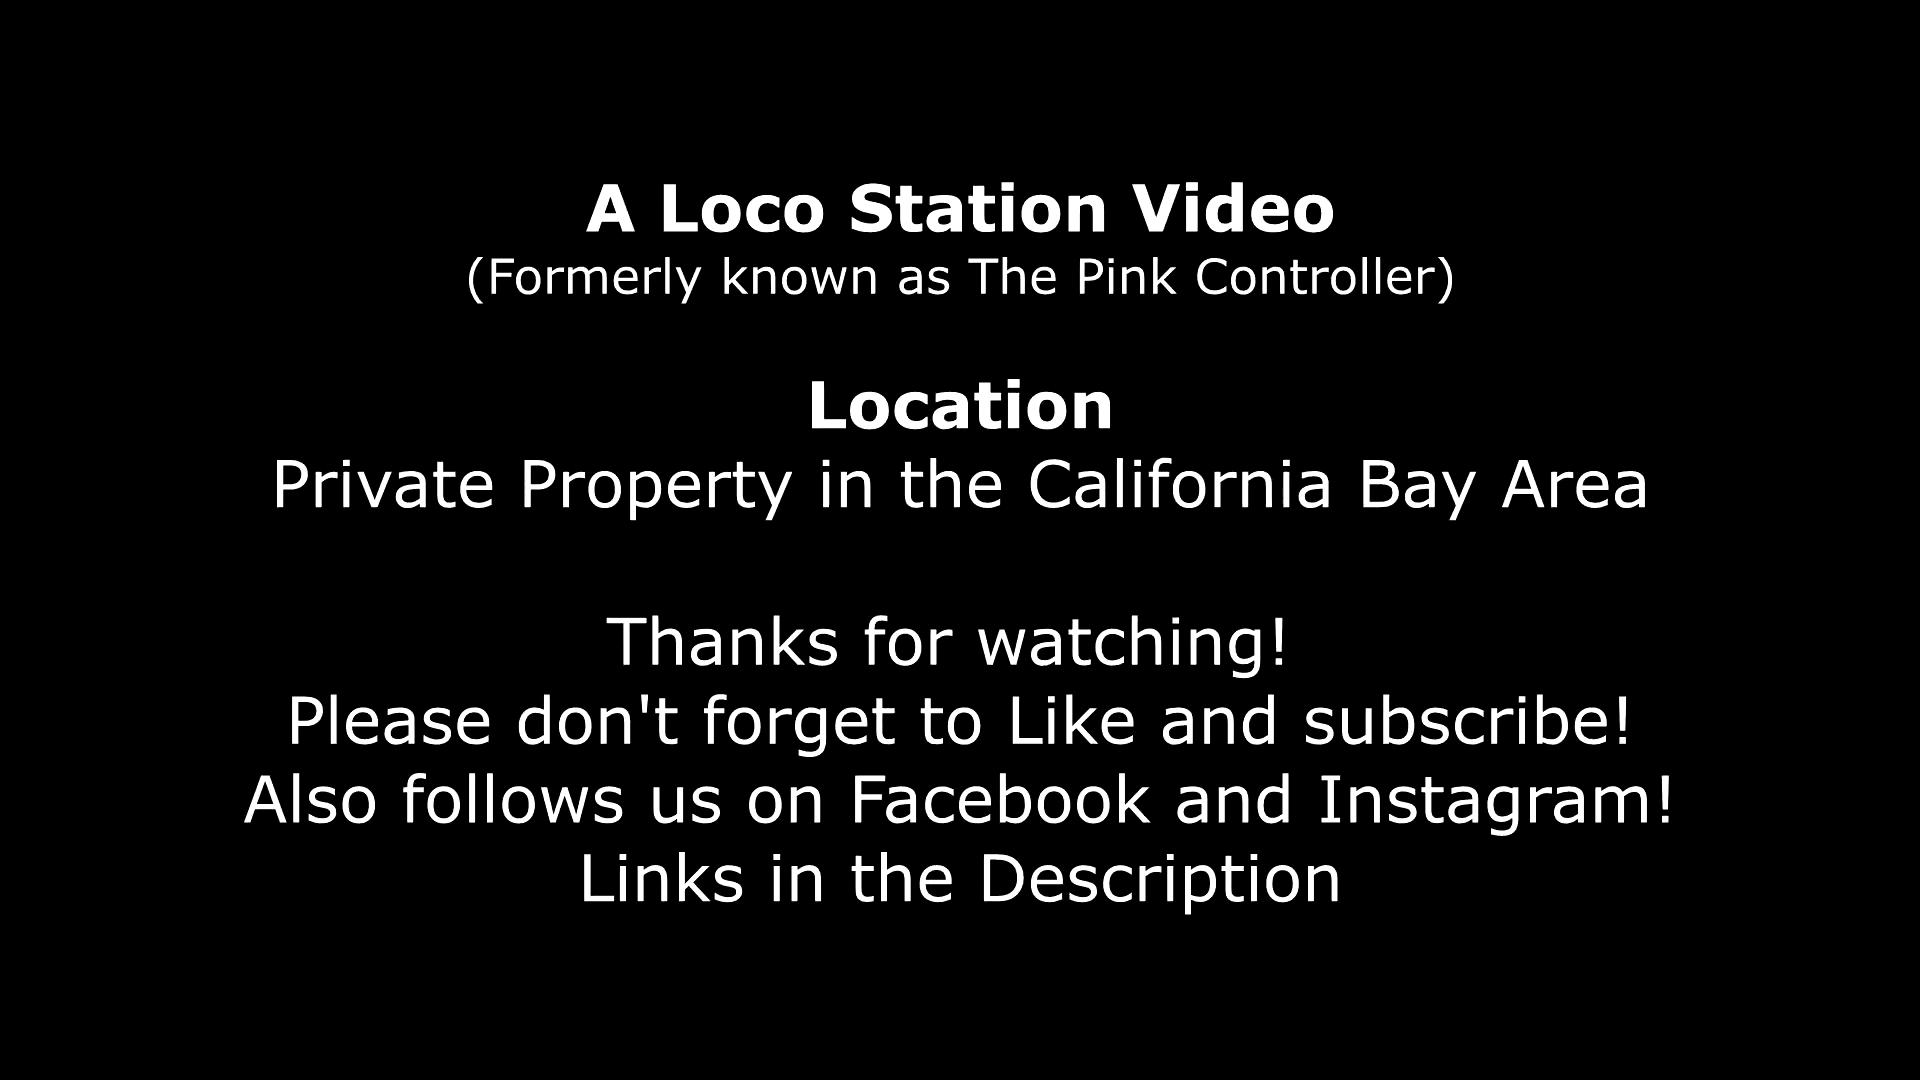 A Loco Station Video
(Formerly known as The Pink Controller)
Location
Private Property in the California Bay Area
Thanks for watching!
Please don't forget to Like and subscribe!
Also follows us on Facebook and Instagram!
Links in the Description